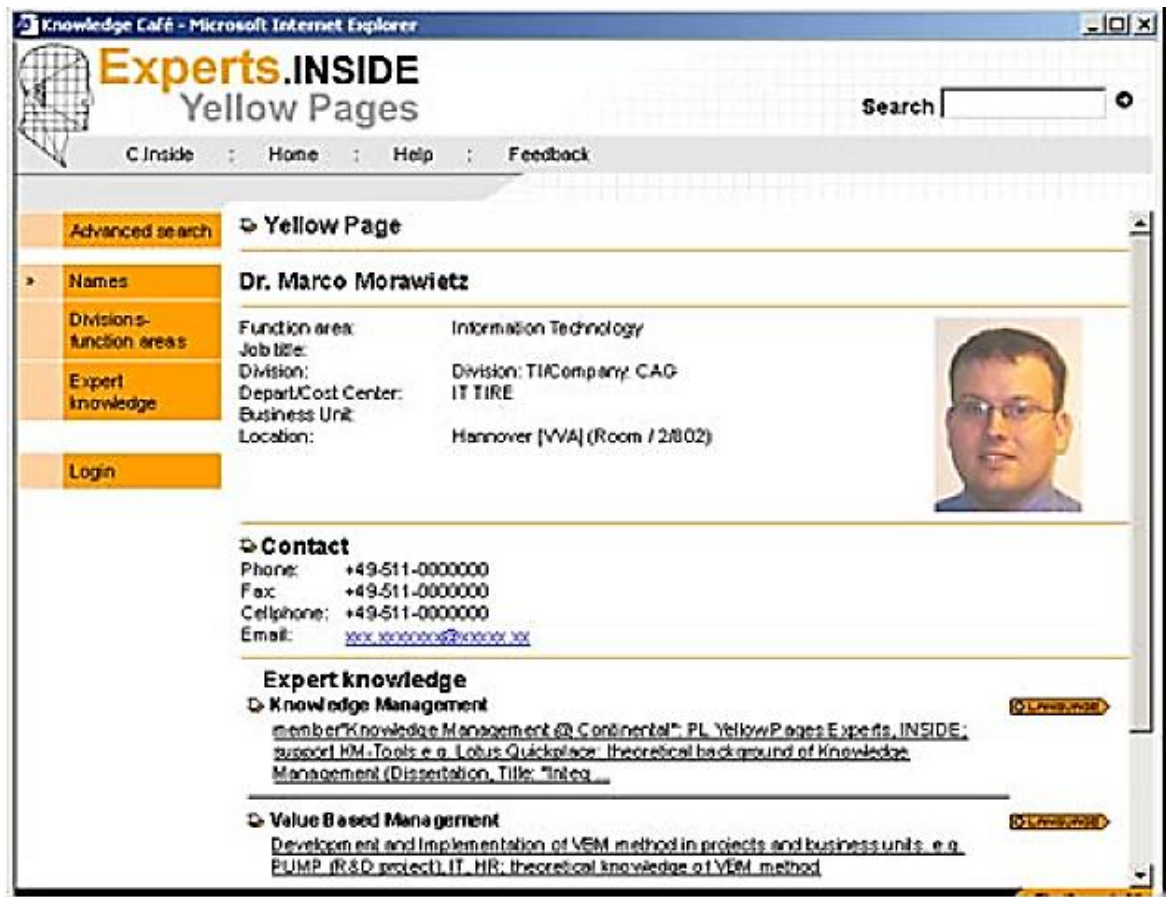 Knowledge Café - Microsoft Internet Explorer
Experts.INSIDE
Yellow Pages
Search
C.Inside : Home : Help : Feedback
Advanced search
Yellow Page
» Names
Dr. Marco Morawietz
Divisions-
function areas
Expert
knowledge
Login
Function area: Information Technology
Job title:
Division: Division: TI/Company: CAG
Depart/Cost Center: IT TIRE
Business Unit:
Location: Hannover [VVA] (Room / 2/802)
Contact
Phone: +49-511-0000000
Fax: +49-511-0000000
Cellphone: +49-511-0000000
Email: xxx.xxxxxxx@xxxxx.xx
Expert knowledge
Knowledge Management
LANGUAGE
member"Knowledge Management @ Continental": PL YellowPages Experts, INSIDE;
support KM-Tools e.g. Lotus Quickplace; theoretical background of Knowledge
Management (Dissertation, Title: "Integ ...
Value Based Management
LANGUAGE
Development and Implementation of VBM method in projects and business units, e.g.
PUMP (R&D project), IT, HR; theoretical knowledge of VBM method